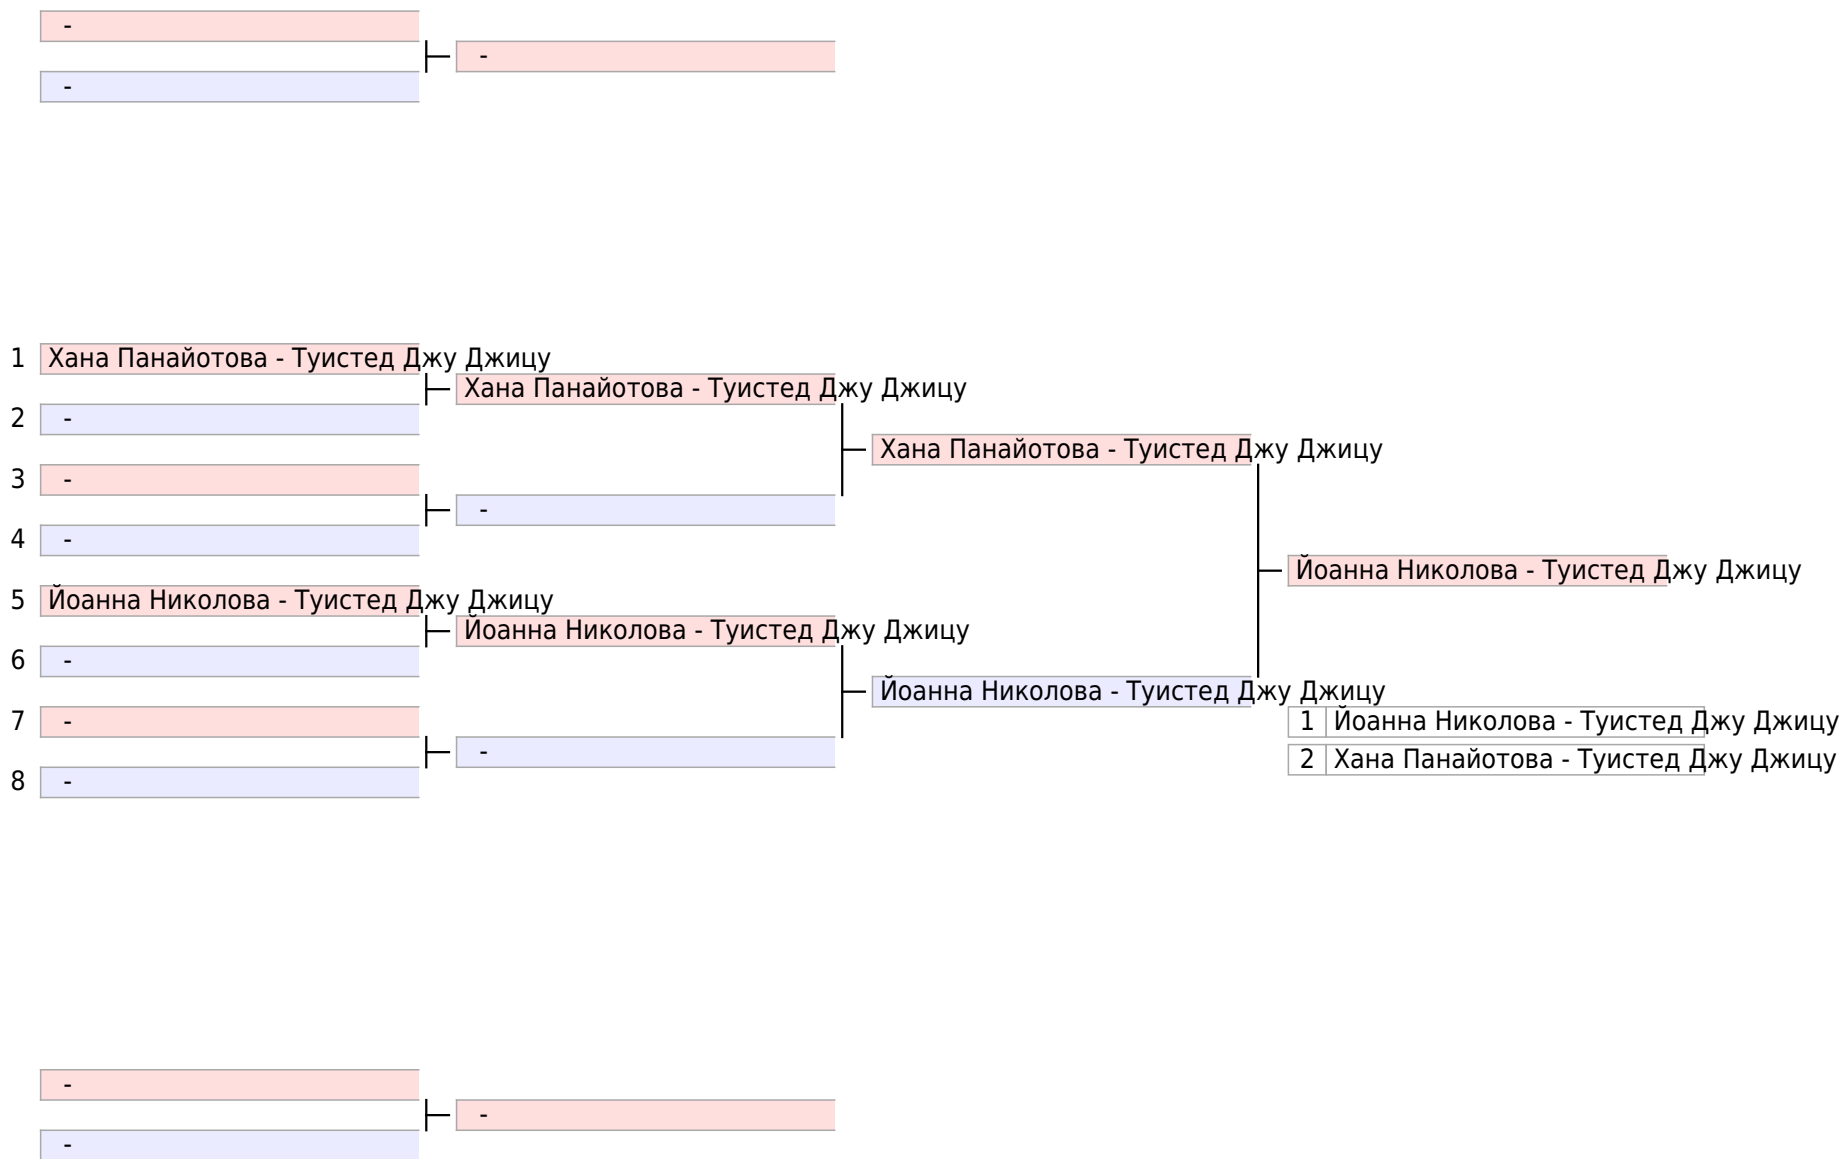 -
-
-
1 Хана Панайотова - Туистед Джу Джицу
Хана Панайотова - Туистед Джу Джицу
2 -
Хана Панайотова - Туистед Джу Джицу
3 -
-
4 -
Йоанна Николова - Туистед Джу Джицу
5 Йоанна Николова - Туистед Джу Джицу
Йоанна Николова - Туистед Джу Джицу
6 -
Йоанна Николова - Туистед Джу Джицу
7 -
1 Йоанна Николова - Туистед Джу Джицу
-
2 Хана Панайотова - Туистед Джу Джицу
8 -
-
-
-